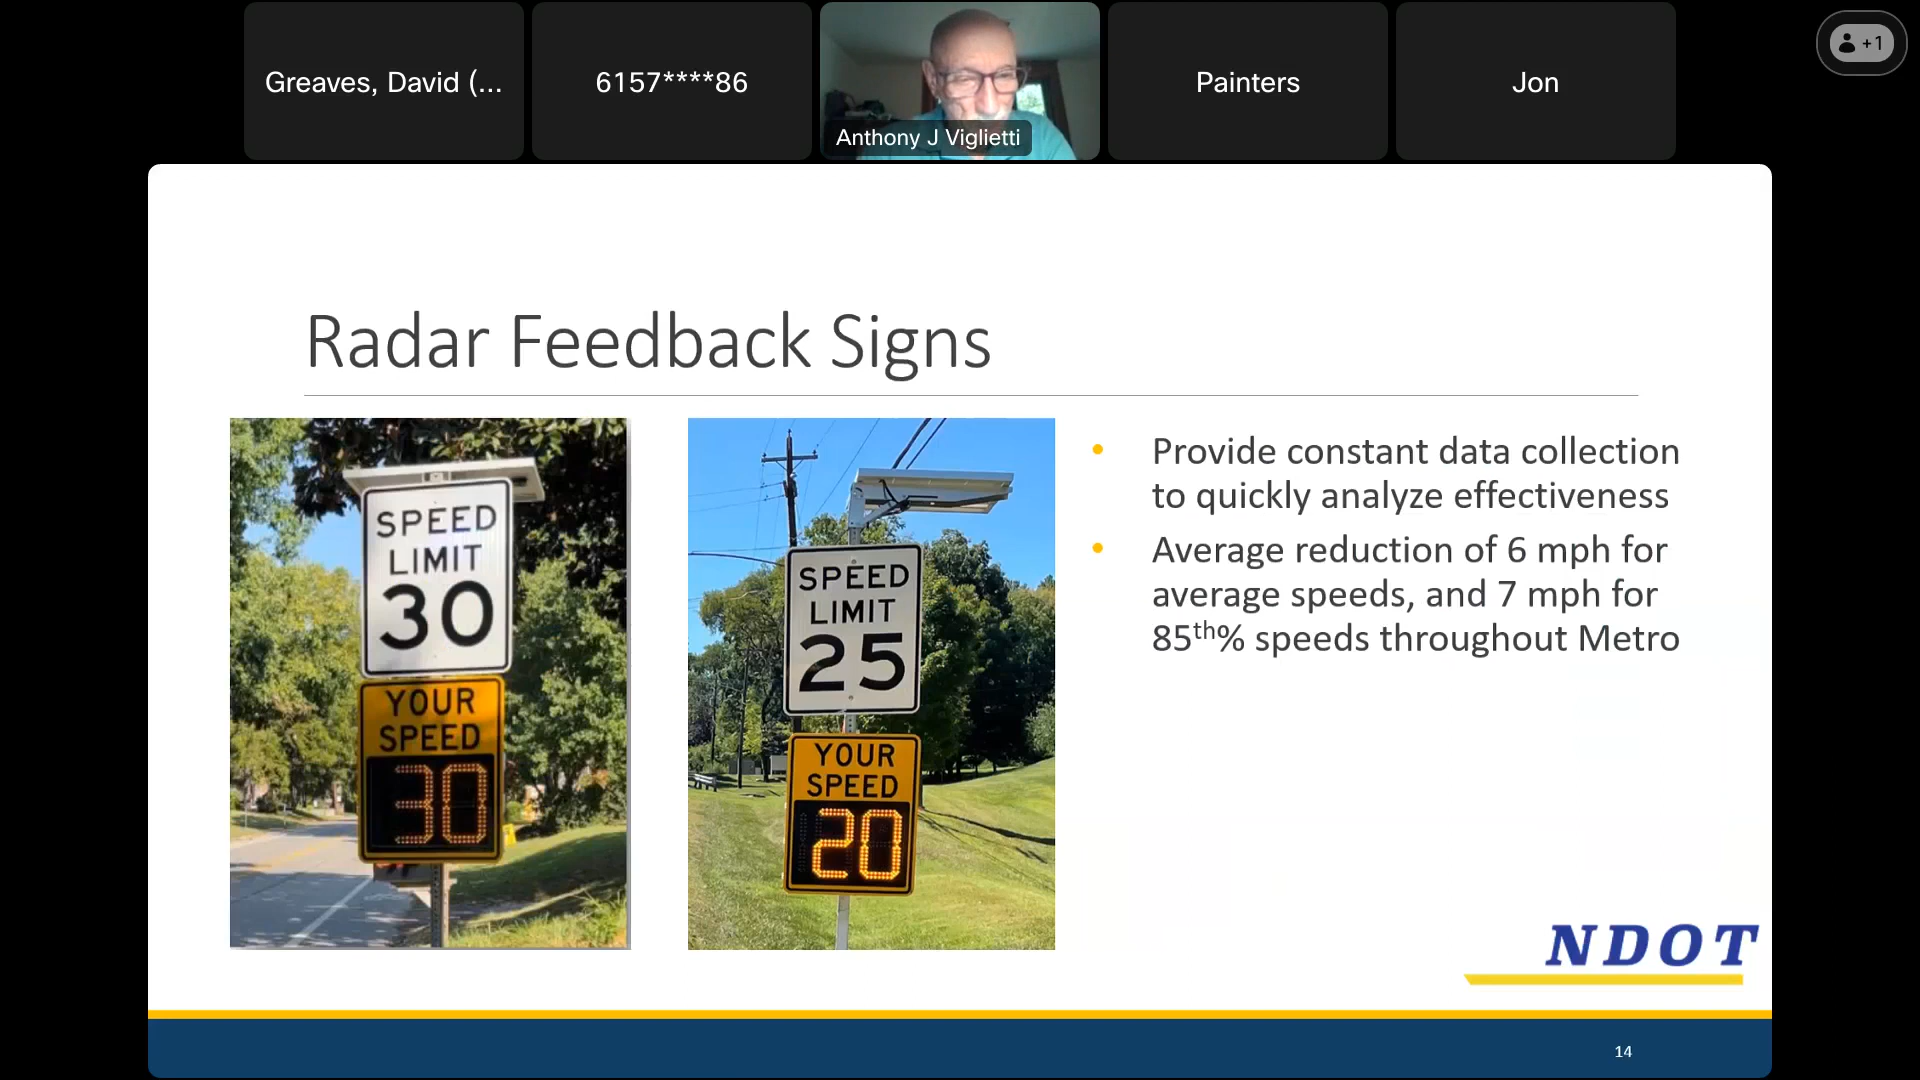 Greaves, David (...
6157****86
Anthony J Viglietti
Painters
Jon
+1
Radar Feedback Signs
SPEED
LIMIT
30
YOUR
SPEED
30
SPEED
LIMIT
25
YOUR
SPEED
20
• Provide constant data collection
to quickly analyze effectiveness
• Average reduction of 6 mph for
average speeds, and 7 mph for
85th% speeds throughout Metro
NDOT
14